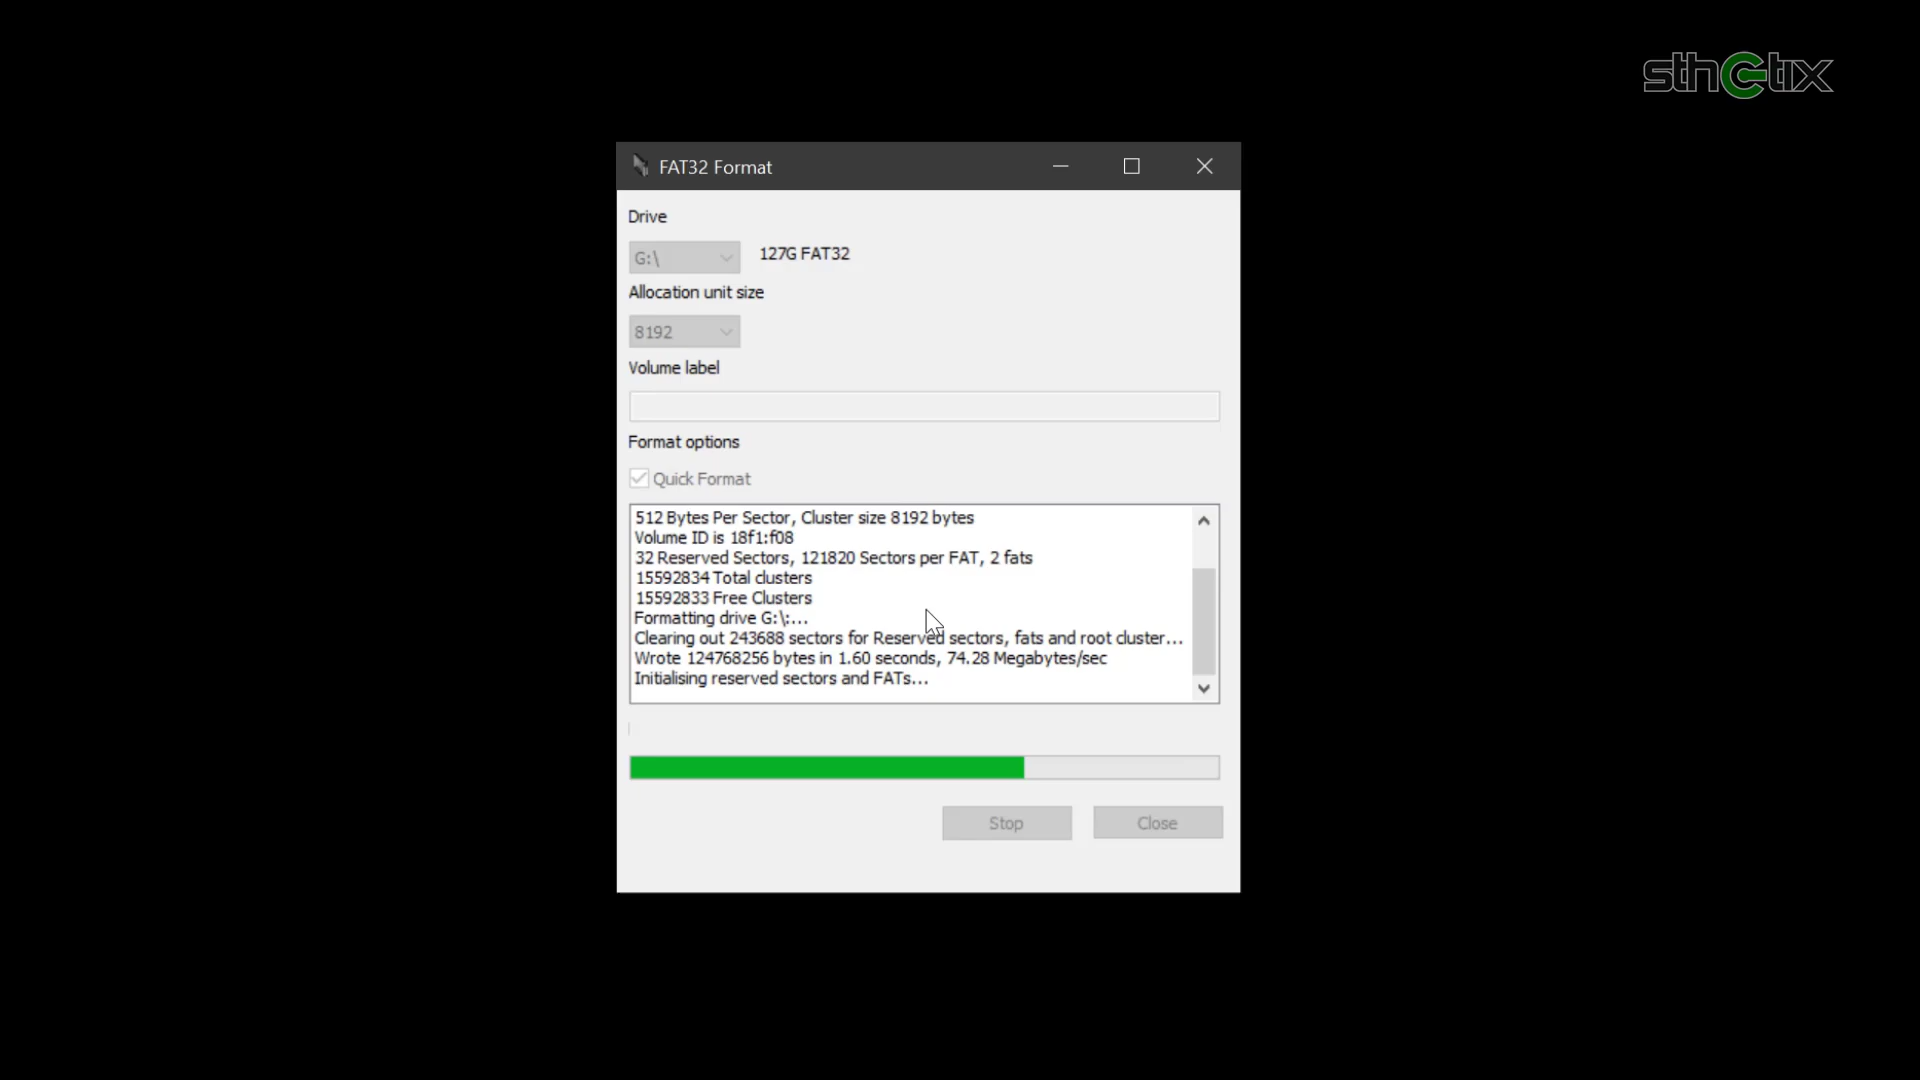 sthetix
FAT32 Format
Drive
G:\
127G FAT32
Allocation unit size
8192
Volume label
Format options
Quick Format
512 Bytes Per Sector, Cluster size 8192 bytes
Volume ID is 18f1:f08
32 Reserved Sectors, 121820 Sectors per FAT, 2 fats
15592834 Total clusters
15592833 Free Clusters
Formatting drive G:\:...
Clearing out 243688 sectors for Reserved sectors, fats and root cluster...
Wrote 124768256 bytes in 1.60 seconds, 74.28 Megabytes/sec
Initialising reserved sectors and FATs...
Stop
Close